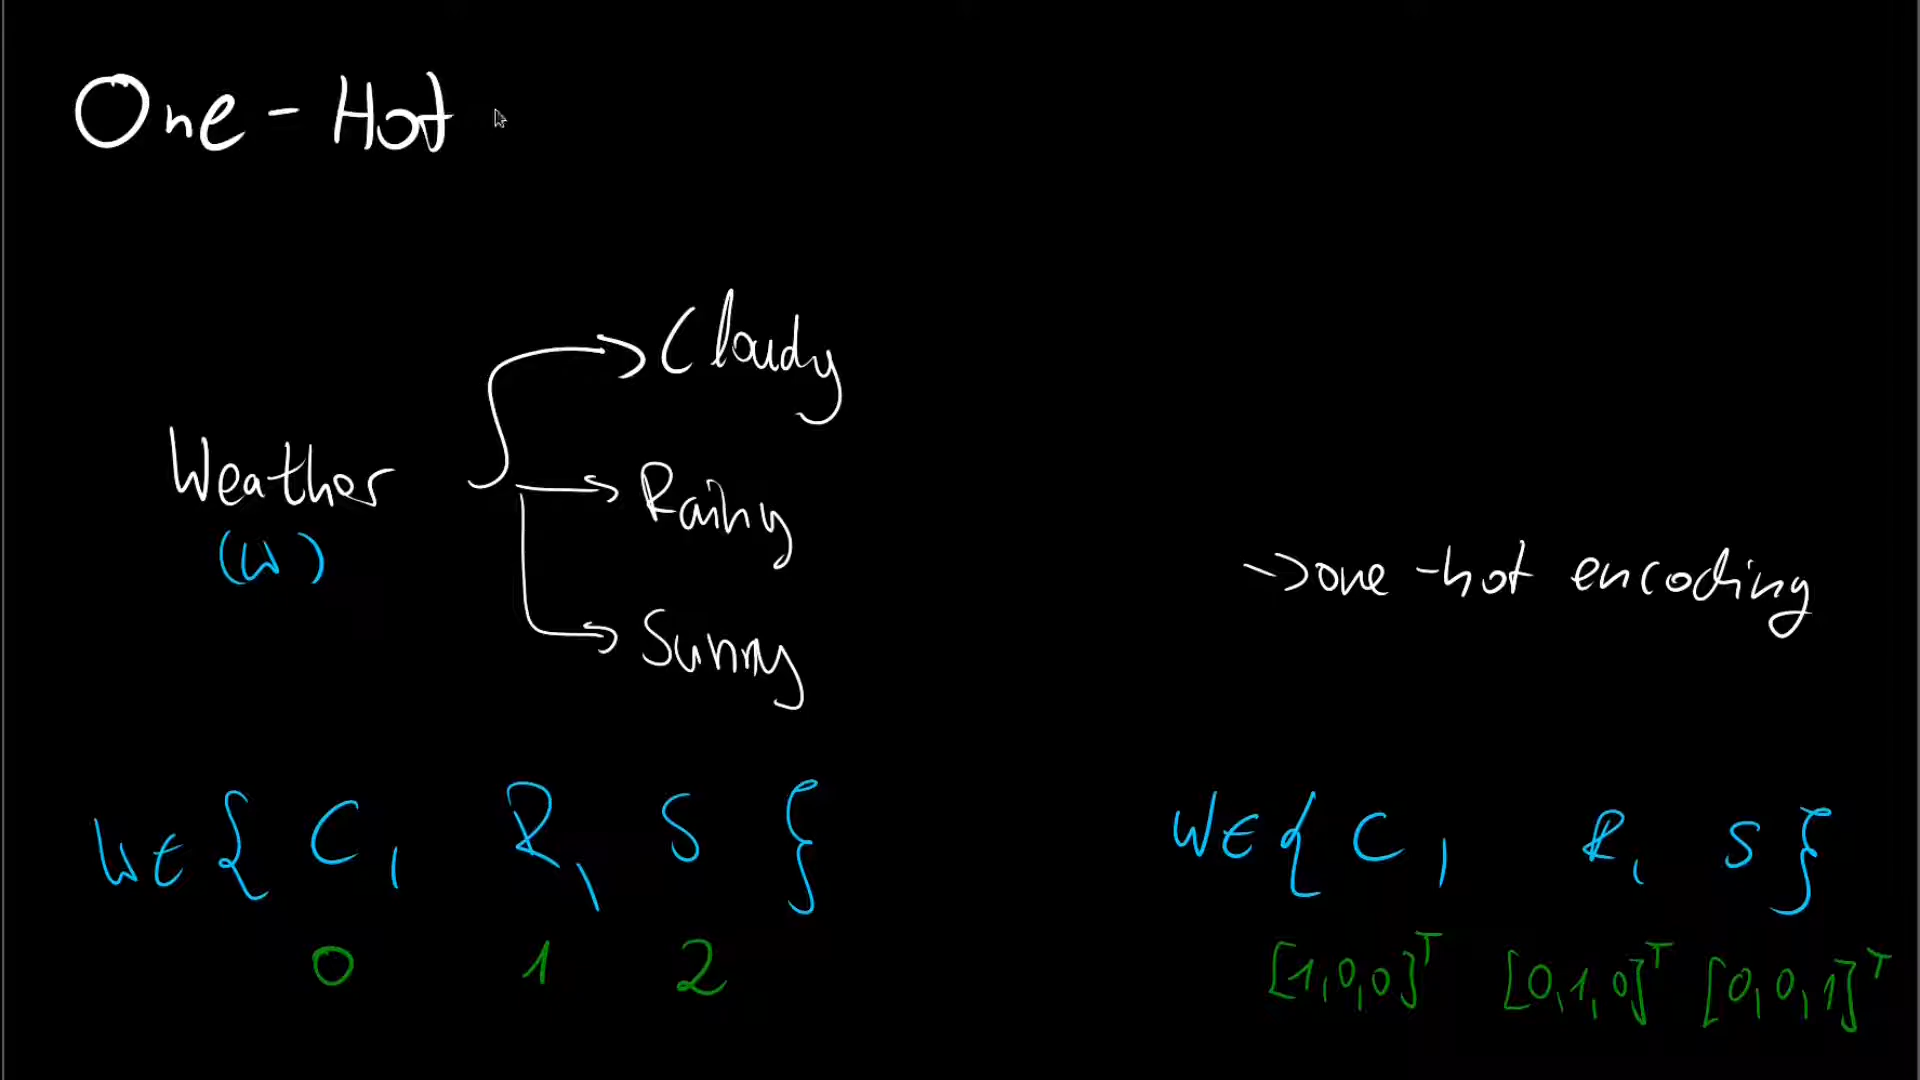 One - Hot
Cloudy
Weather
(W)
Rainy
Sunny
→ one-hot encoding
W ∈ { C, R, S }
0 1 2
W ∈ { C, R, S }
[1,0,0]ᵀ [0,1,0]ᵀ [0,0,1]ᵀ